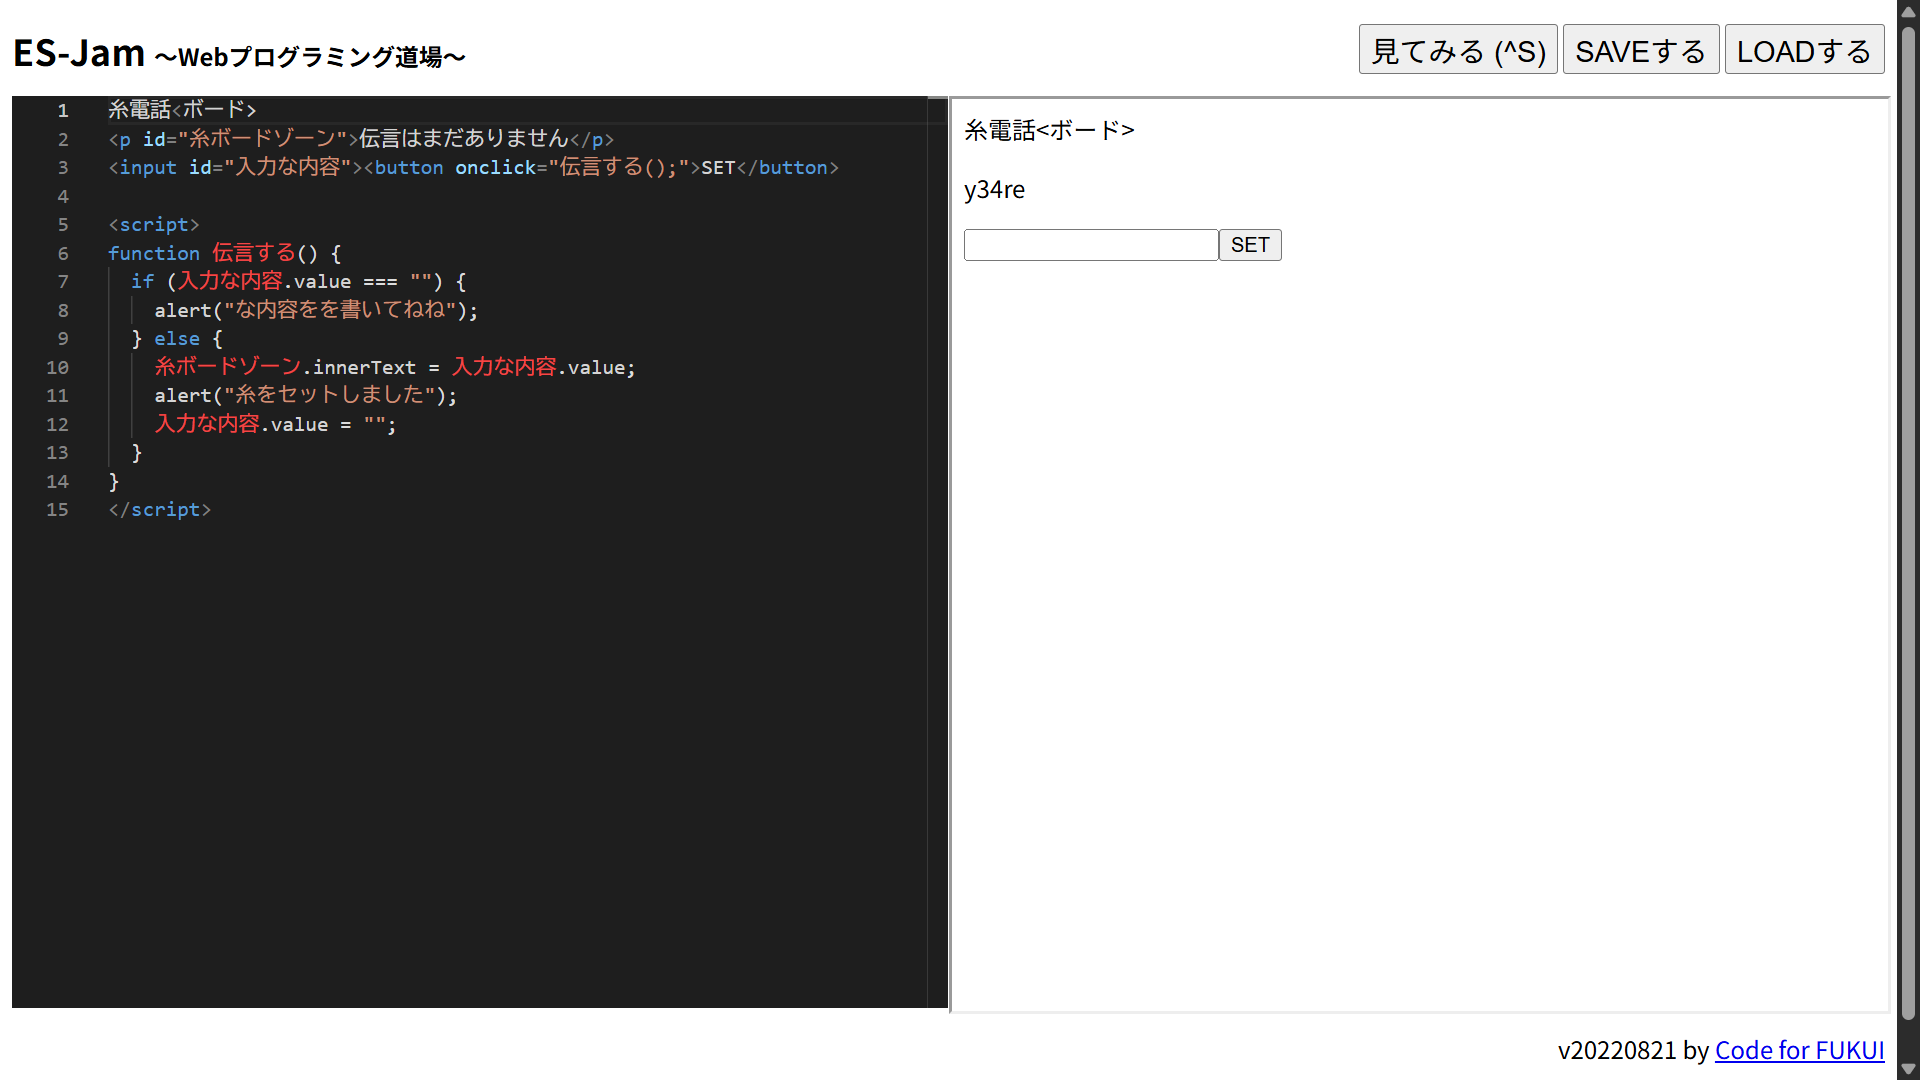 ES-Jam ～Webプログラミング道場～
見てみる (^S) SAVEする LOADする
1 糸電話<ボード>
2 <p id="糸ボードゾーン">伝言はまだありません</p>
3 <input id="入力な内容"><button onclick="伝言する();">SET</button>
4
5 <script>
6 function 伝言する() {
7   if (入力な内容.value === "") {
8     alert("な内容をを書いてねね");
9   } else {
10     糸ボードゾーン.innerText = 入力な内容.value;
11     alert("糸をセットしました");
12     入力な内容.value = "";
13   }
14 }
15 </script>
糸電話<ボード>
y34re
SET
v20220821 by Code for FUKUI